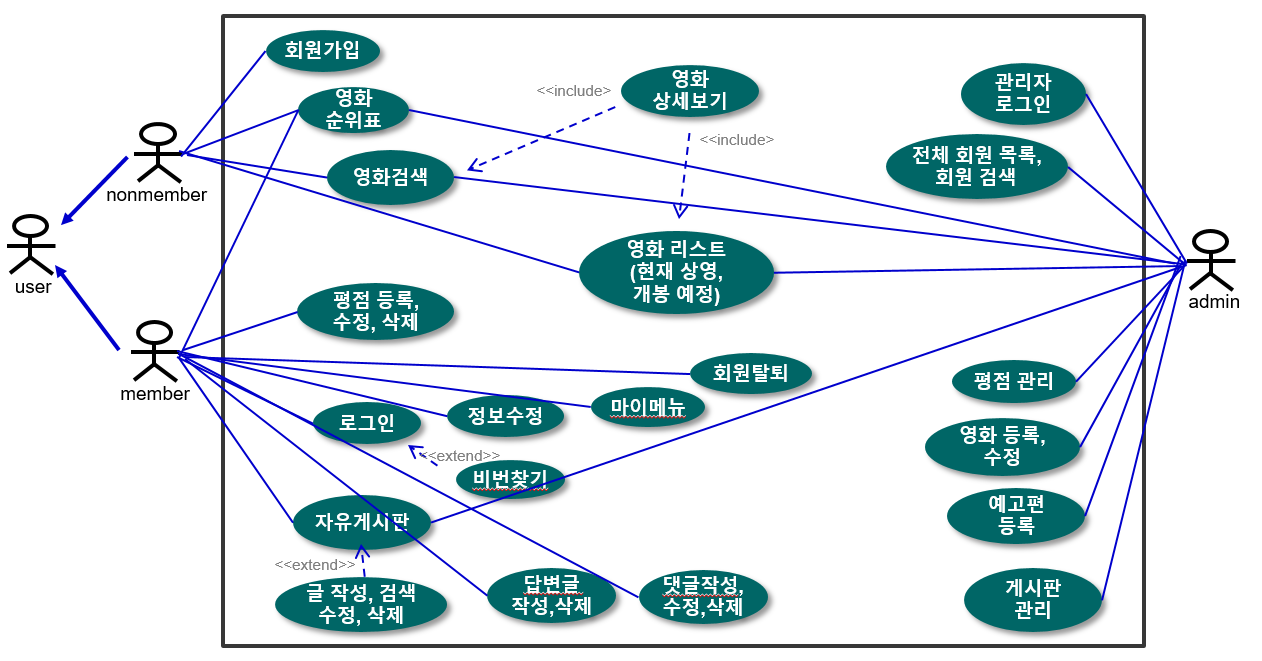 회원가입
영화
순위표
<<include>>
영화
상세보기
관리자
로그인
<<include>>
전체 회원 목록,
회원 검색
영화검색
nonmember
user
영화 리스트
(현재 상영,
개봉 예정)
admin
평점 등록,
수정, 삭제
member
회원탈퇴
평점 관리
마이메뉴
정보수정
로그인
<<extend>>
비번찾기
영화 등록,
수정
자유게시판
예고편
등록
<<extend>>
글 작성, 검색
수정, 삭제
답변글
작성,삭제
댓글작성,
수정,삭제
게시판
관리